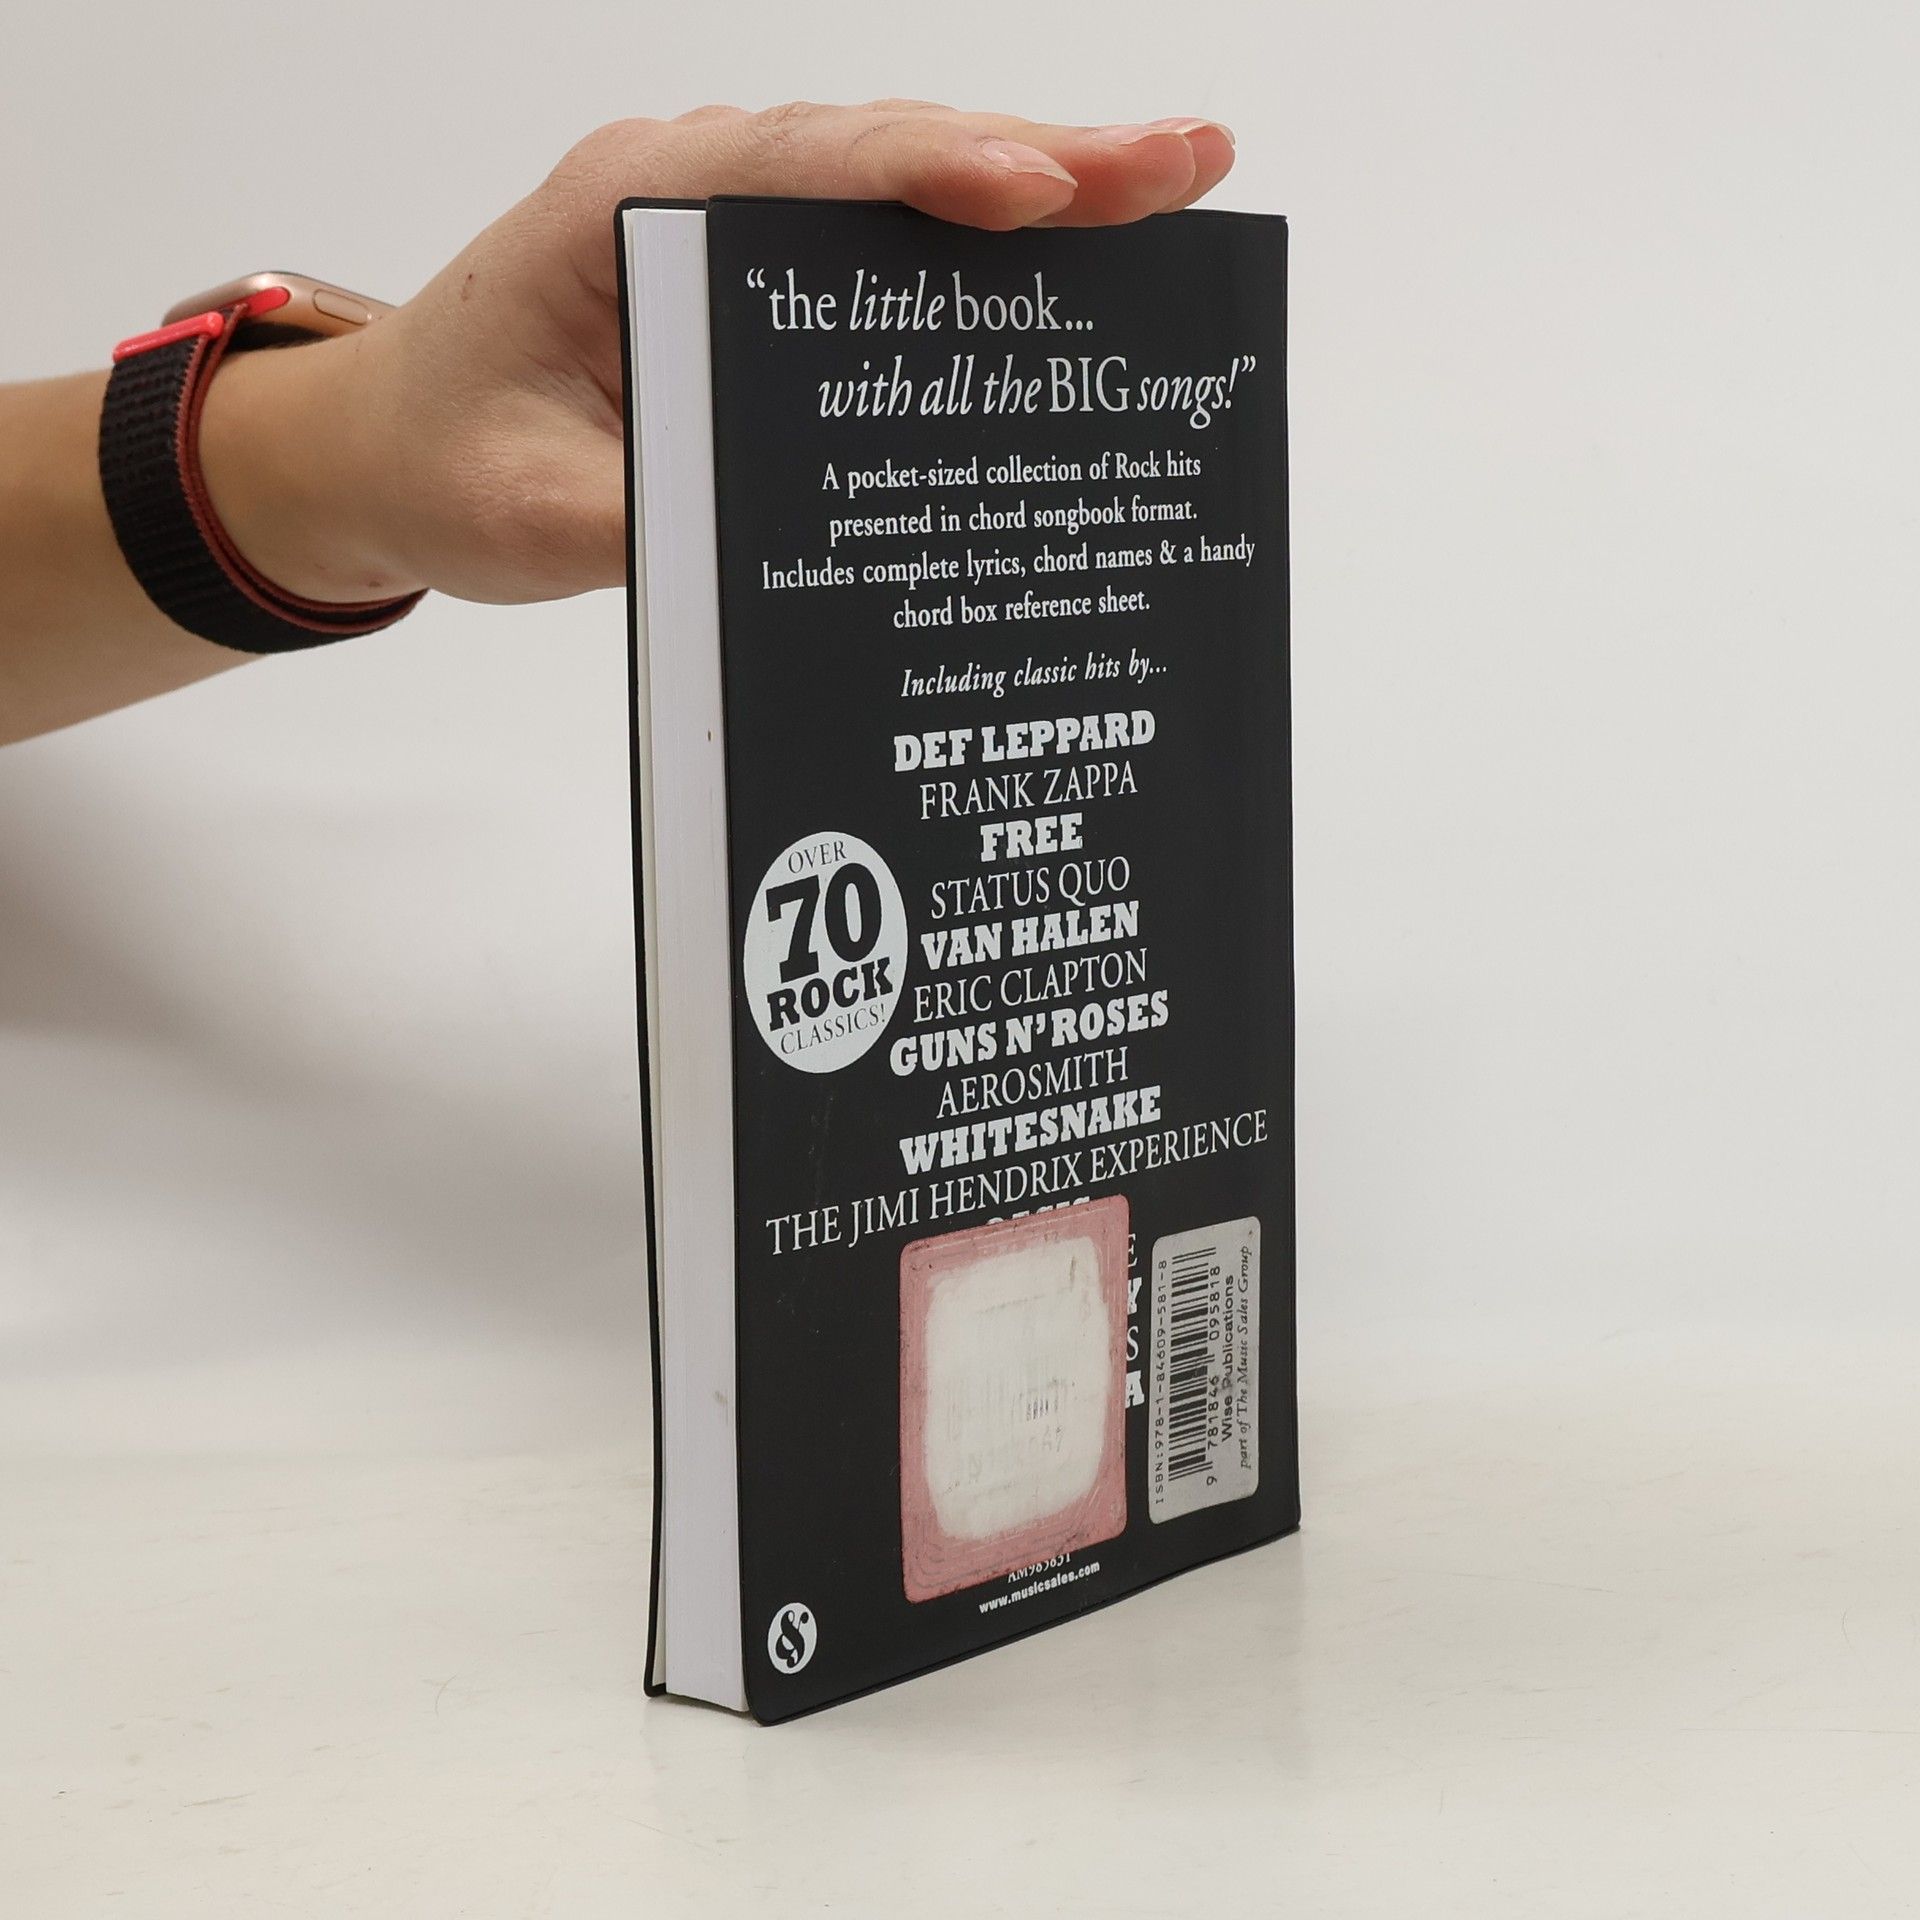 “the little book...
with all the BIG songs!”
A pocket-sized collection of Rock hits
presented in chord songbook format.
Includes complete lyrics, chord names & a handy
chord box reference sheet.
Including classic hits by...
DEF LEPPARD
FRANK ZAPPA
FREE
STATUS QUO
VAN HALEN
ERIC CLAPTON
GUNS N’ ROSES
AEROSMITH
WHITESNAKE
THE JIMI HENDRIX EXPERIENCE
OVER
70
ROCK
CLASSICS!
E
Y
S
A
ISBN:978-1-84609-581-8
9 781846 095818
Wise Publications
part of The Music Sales Group
www.musicsales.com
&